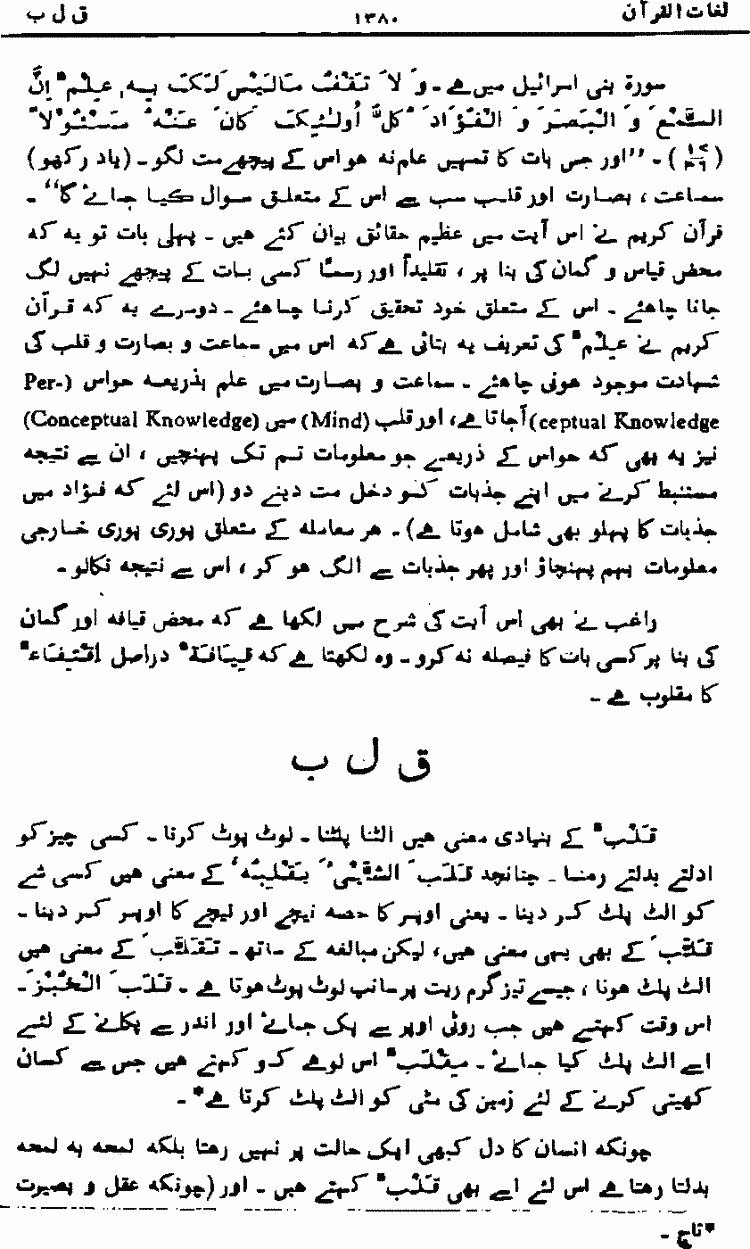 لغات القرآن ۱۳۸۰ ق ل ب
سورۃ بنی اسرائیل میں ہے۔ وَ لَا تَقْفُ مَا لَیْسَ لَکَ بِہٖ عِلْمٌ اِنَّ
السَّمْعَ وَ الْبَصَرَ وَ الْفُؤَادَ کُلُّ اُولٰئِکَ کَانَ عَنْہُ مَسْئُوْلًا
(۱۷/۳۶)۔ ''اور جس بات کا تمہیں علم نہ ہو اس کے پیچھے مت لگو۔ (یاد رکھو)
سماعت ، بصارت اور قلب سب سے اس کے متعلق سوال کیا جائے گا''۔
قرآن کریم نے اس آیت میں عظیم حقائق بیان کئے ہیں۔ پہلی بات تو یہ کہ
محض قیاس و گمان کی بنا پر ، تقلیداً اور رسماً کسی بات کے پیچھے نہیں لگ
جانا چاہئے۔ اس کے متعلق خود تحقیق کرنا چاہئے۔ دوسرے یہ کہ قرآن
کریم نے عِلْمٌ کی تعریف یہ بتائی ہے کہ اس میں سماعت و بصارت و قلب کی
شہادت موجود ہونی چاہئے۔ سماعت و بصارت میں علم بذریعہ حواس (Per-
ceptual Knowledge) آجاتا ہے، اور قلب (Mind) میں (Conceptual Knowledge)
نیز یہ بھی کہ حواس کے ذریعے جو معلومات تم تک پہنچیں ، ان سے نتیجہ
مستنبط کرنے میں اپنے جذبات کو دخل مت دینے دو (اس لئے کہ فؤاد میں
جذبات کا پہلو بھی شامل ہوتا ہے)۔ ہر معاملہ کے متعلق پوری پوری خارجی
معلومات بہم پہنچاؤ اور پھر جذبات سے الگ ہو کر ، اس سے نتیجہ نکالو۔
راغب نے بھی اس آیت کی شرح میں لکھا ہے کہ محض قیافہ اور گمان
کی بنا پر کسی بات کا فیصلہ نہ کرو۔ وہ لکھتا ہے کہ قِیَافَۃٌ دراصل اِقْتِفَاءٌ
کا مقلوب ہے۔
ق ل ب
قَلْبٌ کے بنیادی معنی ہیں الٹنا پلٹنا۔ لوٹ پوٹ کرنا۔ کسی چیز کو
ادلتے بدلتے رہنا۔ چنانچہ قَلَبَ الشَّیْئَ یَقْلِبُہٗ کے معنی ہیں کسی شے
کو الٹ پلٹ کر دینا۔ یعنی اوپر کا حصہ نیچے اور نیچے کا اوپر کر دینا۔
قَلَّبَ کے بھی یہی معنی ہیں، لیکن مبالغہ کے ساتھ۔ تَقَلَّبَ کے معنی ہیں
الٹ پلٹ ہونا ، جیسے تیز گرم ریت پر سانپ لوٹ پوٹ ہوتا ہے۔ قَلَبَ الْخُبْزَ۔
اس وقت کہتے ہیں جب روٹی اوپر سے پک جائے اور اندر سے پکانے کے لئے
اسے الٹ پلٹ کیا جائے۔ مِقْلَبٌ اس لوہے کو کہتے ہیں جس سے کسان
کھیتی کرنے کے لئے زمین کی مٹی کو الٹ پلٹ کرتا ہے*۔
چونکہ انسان کا دل کبھی ایک حالت پر نہیں رہتا بلکہ لمحہ بہ لمحہ
بدلتا رہتا ہے اس لئے اسے بھی قَلْبٌ کہتے ہیں۔ اور (چونکہ عقل و بصیرت
*تاج۔